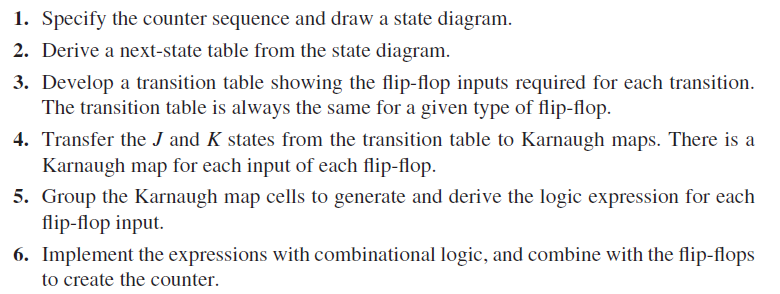 1. Specify the counter sequence and draw a state diagram.
2. Derive a next-state table from the state diagram.
3. Develop a transition table showing the flip-flop inputs required for each transition.
The transition table is always the same for a given type of flip-flop.
4. Transfer the J and K states from the transition table to Karnaugh maps. There is a
Karnaugh map for each input of each flip-flop.
5. Group the Karnaugh map cells to generate and derive the logic expression for each
flip-flop input.
6. Implement the expressions with combinational logic, and combine with the flip-flops
to create the counter.